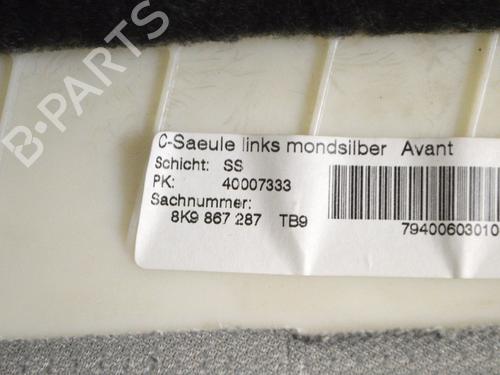 B-PARTS
C-Saeule links mondsilber Avant
Schicht: SS
PK: 40007333
Sachnummer:
8K9 867 287 TB9
79400603010